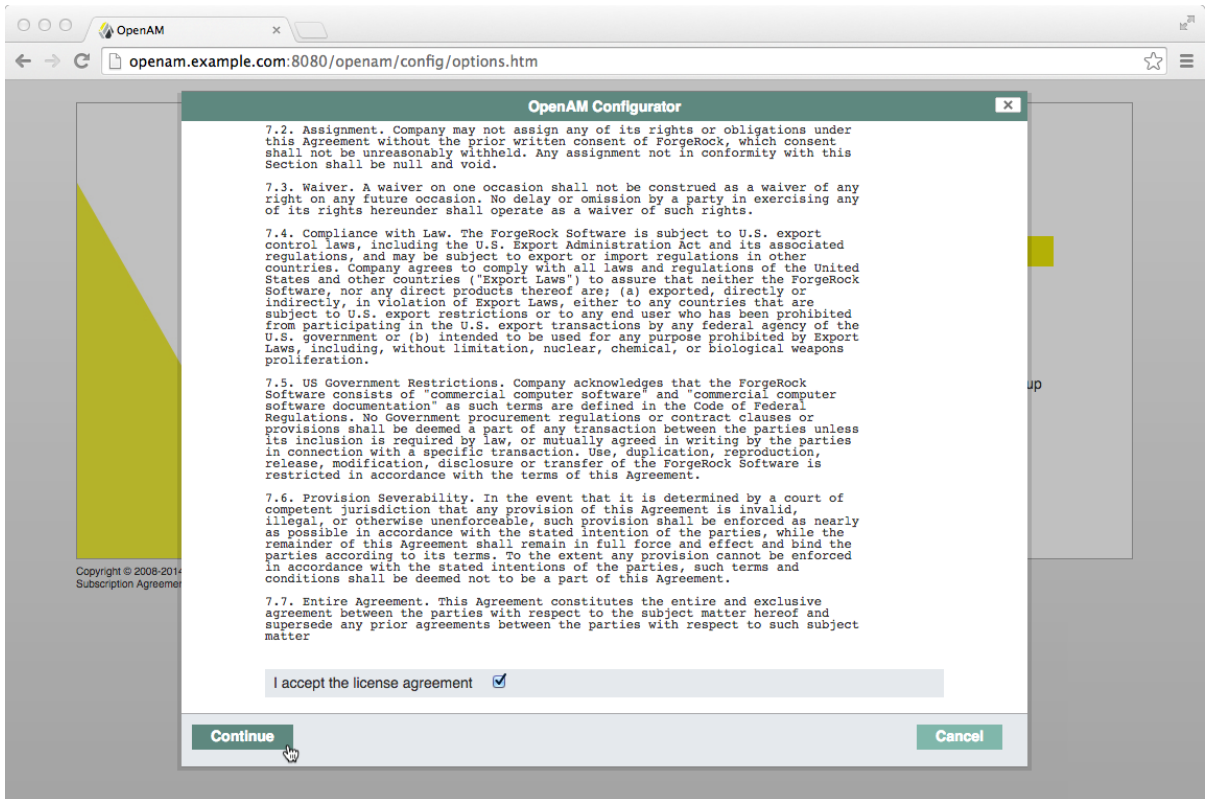 OpenAM
openam.example.com:8080/openam/config/options.htm
OpenAM Configurator
7.2. Assignment. Company may not assign any of its rights or obligations under
this Agreement without the prior written consent of ForgeRock, which consent
shall not be unreasonably withheld. Any assignment not in conformity with this
Section shall be null and void.
7.3. Waiver. A waiver on one occasion shall not be construed as a waiver of any
right on any future occasion. No delay or omission by a party in exercising any
of its rights hereunder shall operate as a waiver of such rights.
7.4. Compliance with Law. The ForgeRock Software is subject to U.S. export
control laws, including the U.S. Export Administration Act and its associated
regulations, and may be subject to export or import regulations in other
countries. Company agrees to comply with all laws and regulations of the United
States and other countries ("Export Laws") to assure that neither the ForgeRock
Software, nor any direct products thereof are; (a) exported, directly or
indirectly, in violation of Export Laws, either to any countries that are
subject to U.S. export restrictions or to any end user who has been prohibited
from participating in the U.S. export transactions by any federal agency of the
U.S. government or (b) intended to be used for any purpose prohibited by Export
Laws, including, without limitation, nuclear, chemical, or biological weapons
proliferation.
7.5. US Government Restrictions. Company acknowledges that the ForgeRock
Software consists of "commercial computer software" and "commercial computer
software documentation" as such terms are defined in the Code of Federal
Regulations. No Government procurement regulations or contract clauses or
provisions shall be deemed a part of any transaction between the parties unless
its inclusion is required by law, or mutually agreed in writing by the parties
in connection with a specific transaction. Use, duplication, reproduction,
release, modification, disclosure or transfer of the ForgeRock Software is
restricted in accordance with the terms of this Agreement.
up
7.6. Provision Severability. In the event that it is determined by a court of
competent jurisdiction that any provision of this Agreement is invalid,
illegal, or otherwise unenforceable, such provision shall be enforced as nearly
as possible in accordance with the stated intention of the parties, while the
remainder of this Agreement shall remain in full force and effect and bind the
parties according to its terms. To the extent any provision cannot be enforced
in accordance with the stated intentions of the parties, such terms and
conditions shall be deemed not to be a part of this Agreement.
Copyright © 2008-2014
Subscription Agreemen
7.7. Entire Agreement. This Agreement constitutes the entire and exclusive
agreement between the parties with respect to the subject matter hereof and
supersede any prior agreements between the parties with respect to such subject
matter
I accept the license agreement
Continue
Cancel